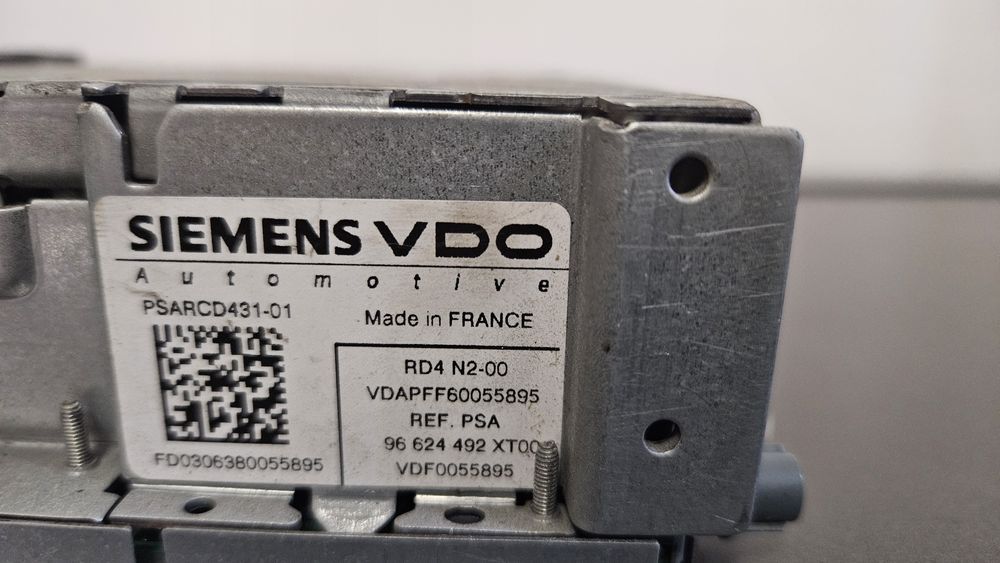 SIEMENS VDO
Automotive
PSARCD431-01
Made in FRANCE
RD4 N2-00
VDAPFF60055895
REF. PSA
96 624 492 XT00
FD0306380055895
VDF0055895